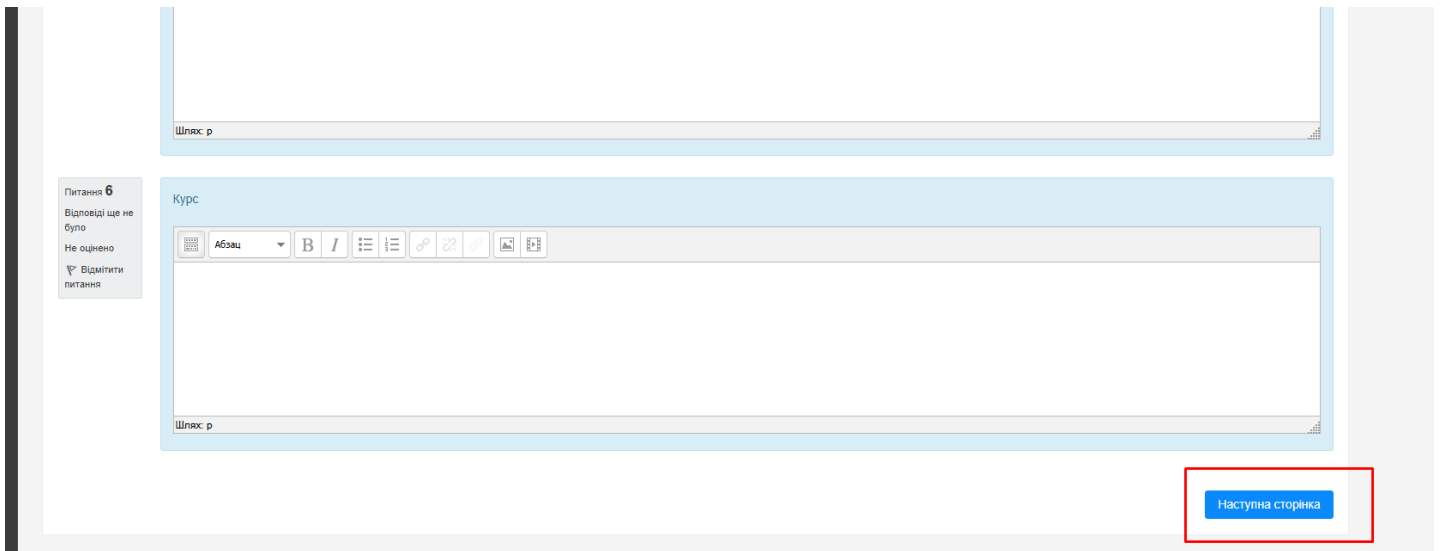 Шлях: p
Питання 6
Відповіді ще не
було
Не оцінено
Відмітити
питання
Курс
Абзац
B I
Шлях: p
Наступна сторінка